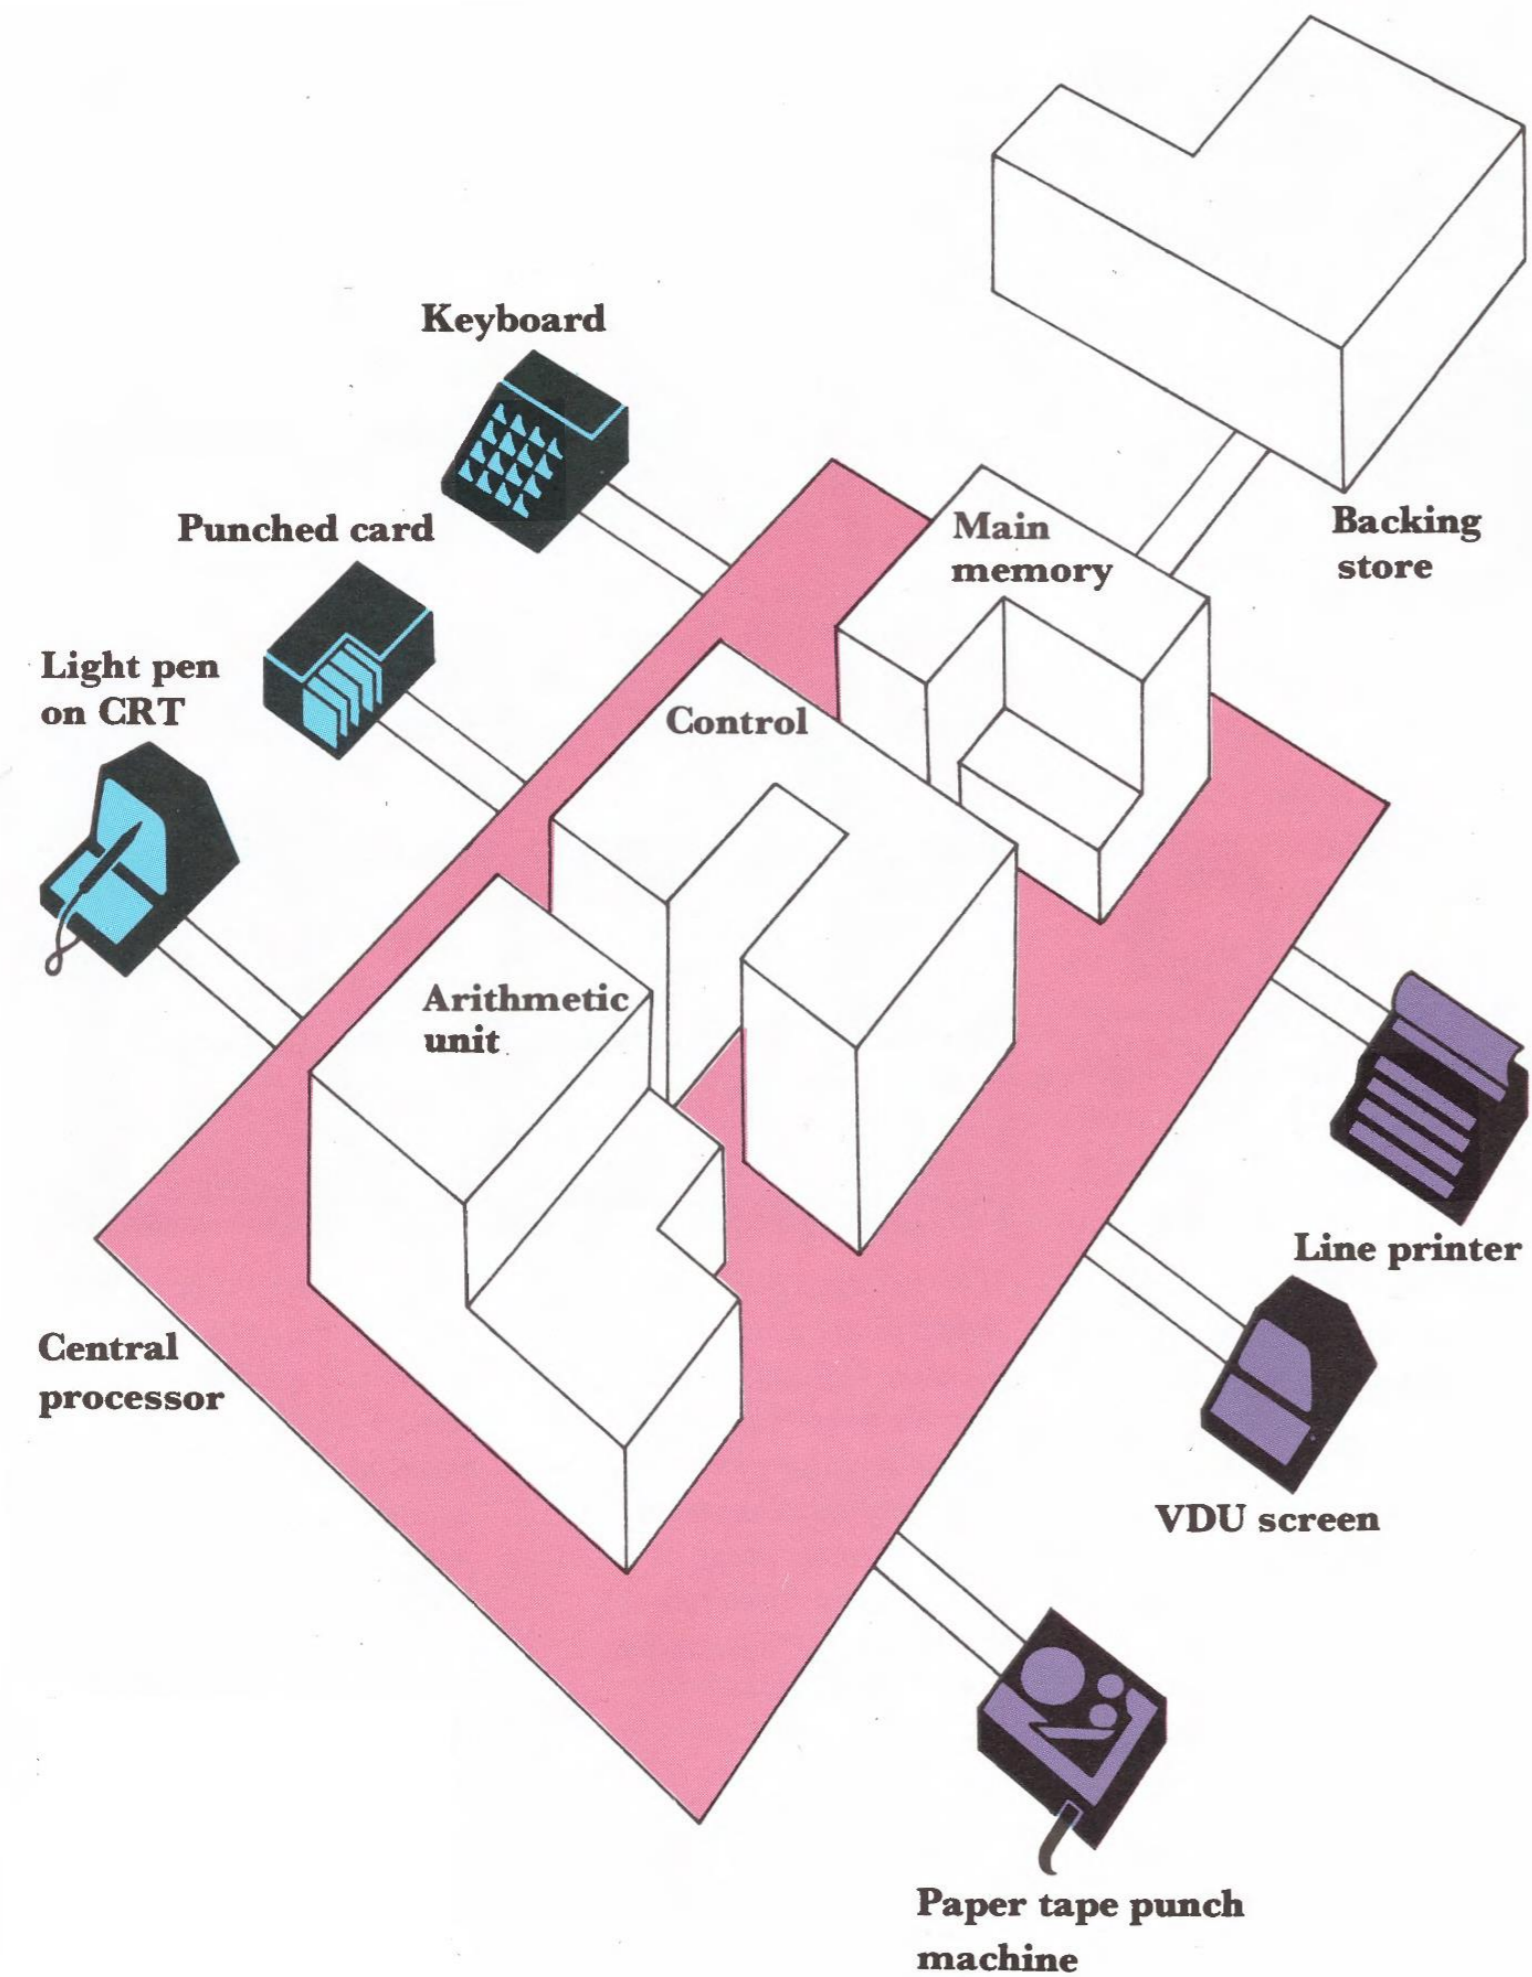 Keyboard
Punched card
Light pen
on CRT
Main
memory
Backing
store
Control
Arithmetic
unit
Line printer
Central
processor
VDU screen
Paper tape punch
machine